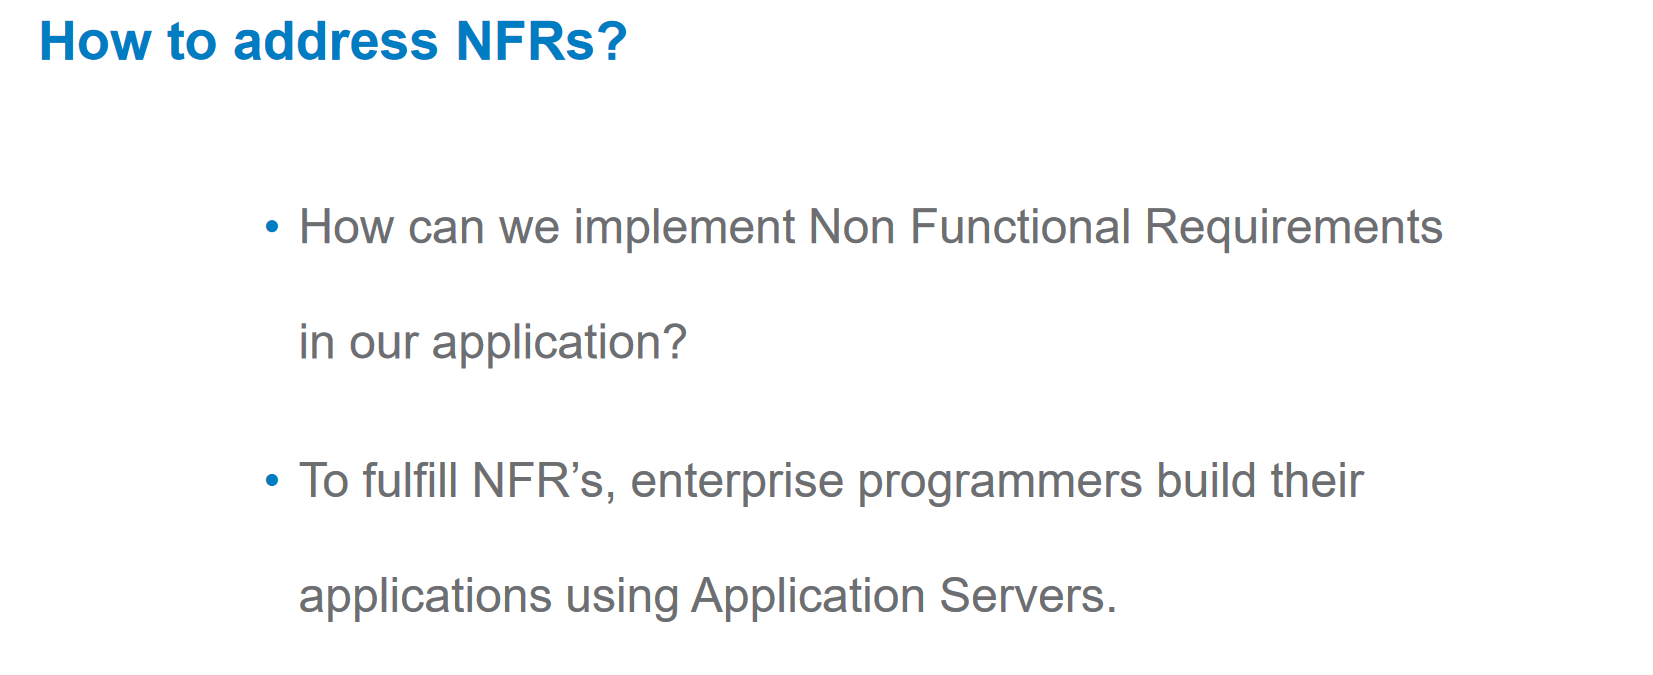 How to address NFRs?
• How can we implement Non Functional Requirements
in our application?
• To fulfill NFR’s, enterprise programmers build their
applications using Application Servers.